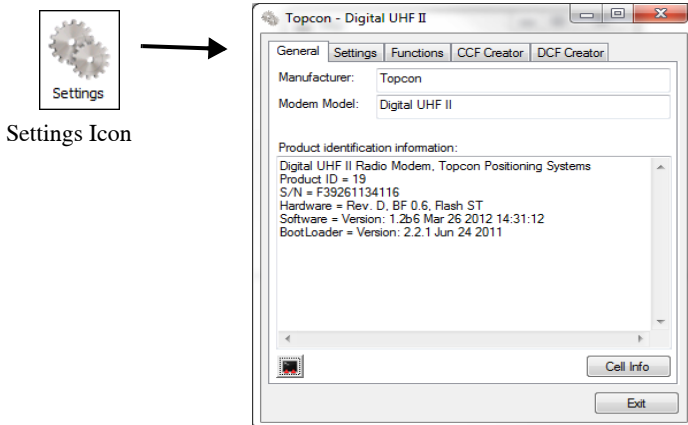 Settings
Settings Icon
Topcon - Digital UHF II
General Settings Functions CCF Creator DCF Creator
Manufacturer: Topcon
Modem Model: Digital UHF II
Product identification information:
Digital UHF II Radio Modem, Topcon Positioning Systems
Product ID = 19
S/N = F39261134116
Hardware = Rev. D, BF 0.6, Flash ST
Software = Version: 1.2b6 Mar 26 2012 14:31:12
BootLoader = Version: 2.2.1 Jun 24 2011
Cell Info
Exit